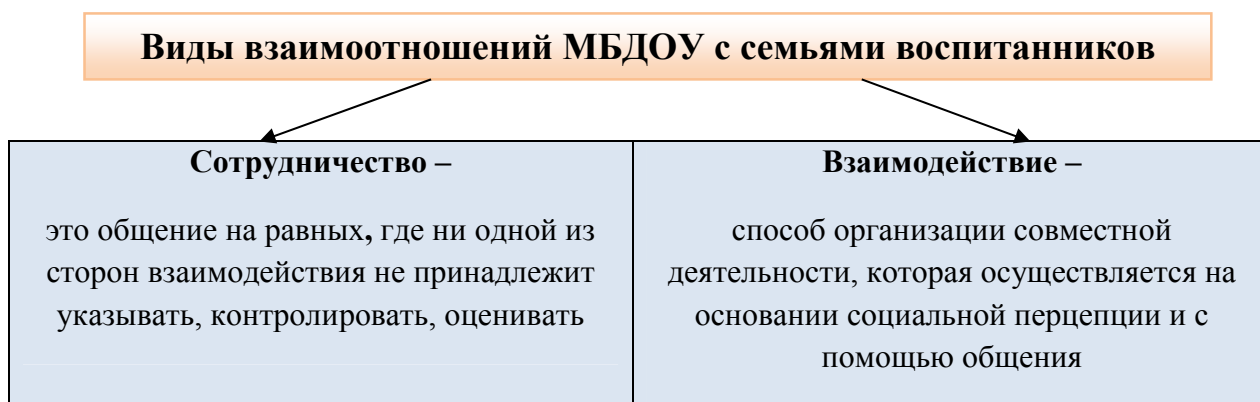 Виды взаимоотношений МБДОУ с семьями воспитанников
Сотрудничество –
это общение на равных, где ни одной из
сторон взаимодействия не принадлежит
указывать, контролировать, оценивать
Взаимодействие –
способ организации совместной
деятельности, которая осуществляется на
основании социальной перцепции и с
помощью общения